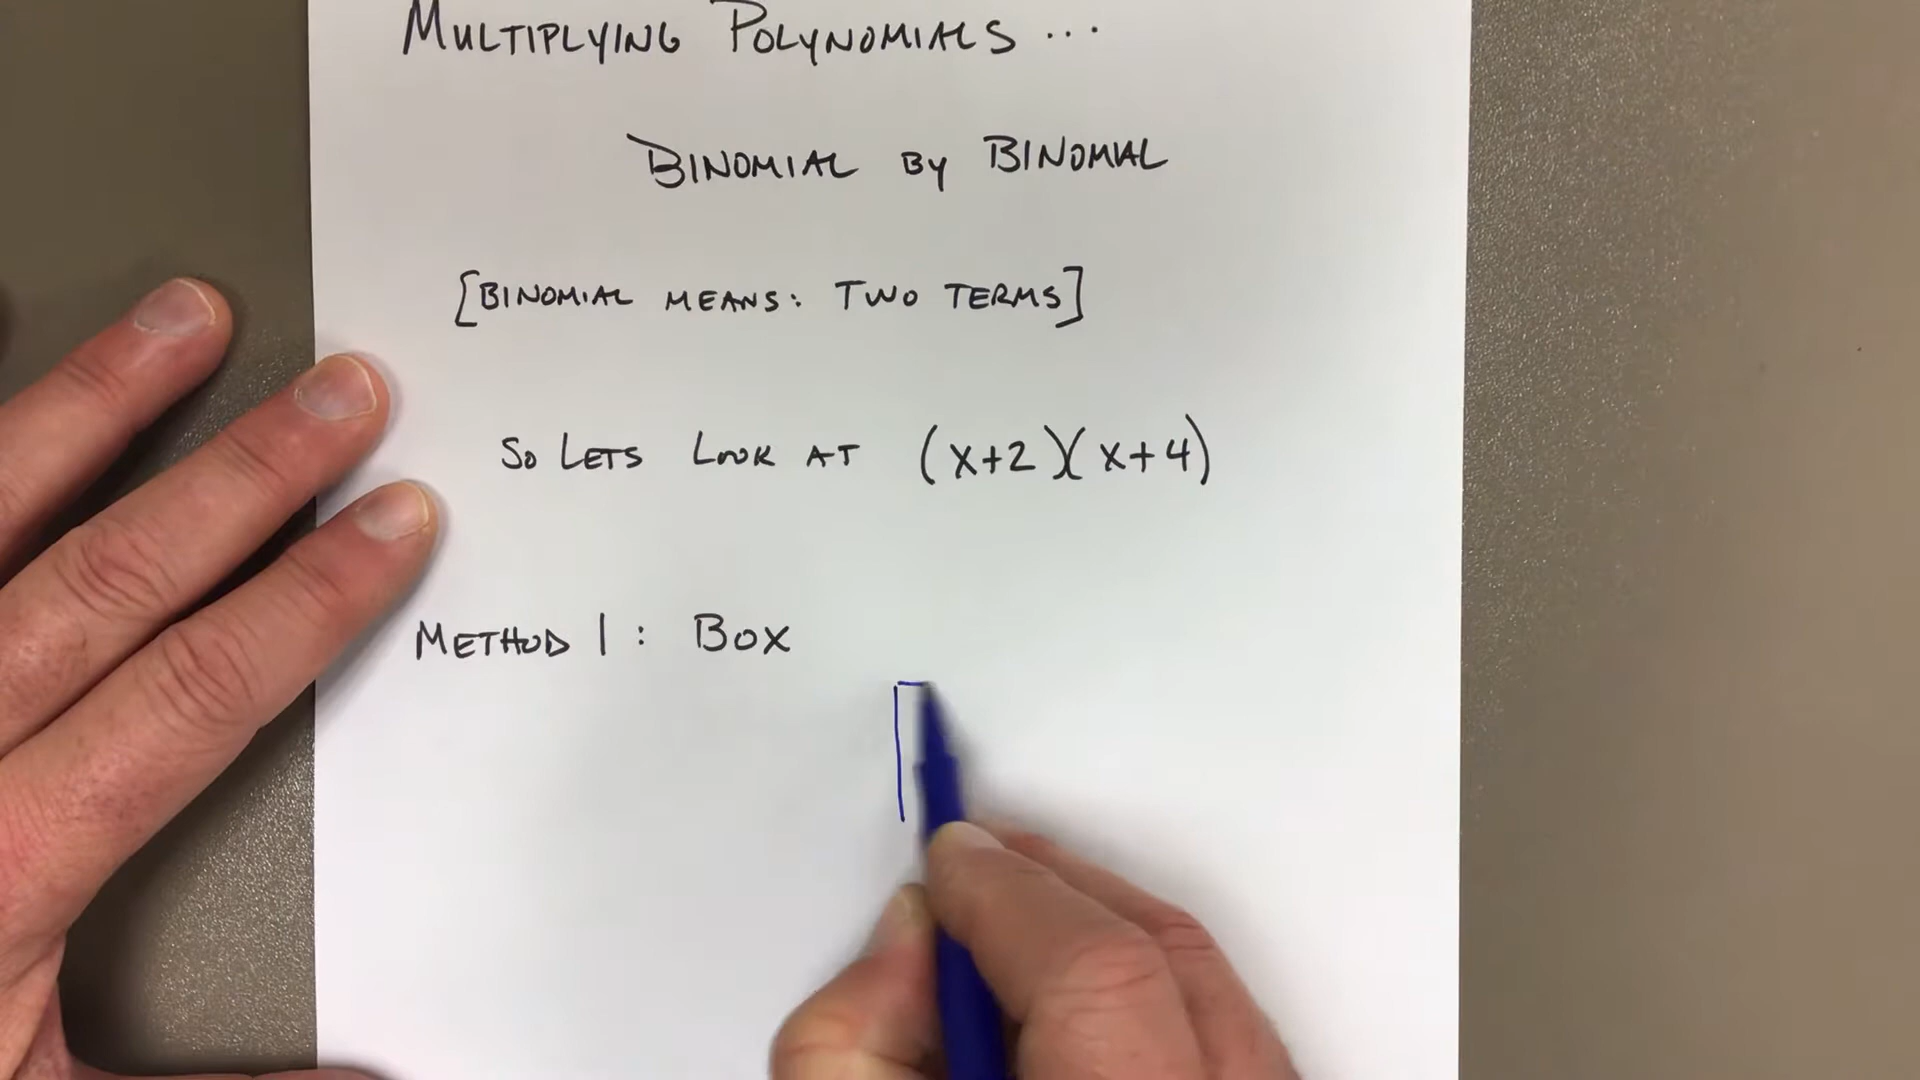 MULTIPLYING POLYNOMIALS ...
BINOMIAL BY BINOMIAL
[BINOMIAL MEANS: TWO TERMS]
SO LETS LOOK AT (x+2)(x+4)
METHOD 1: BOX